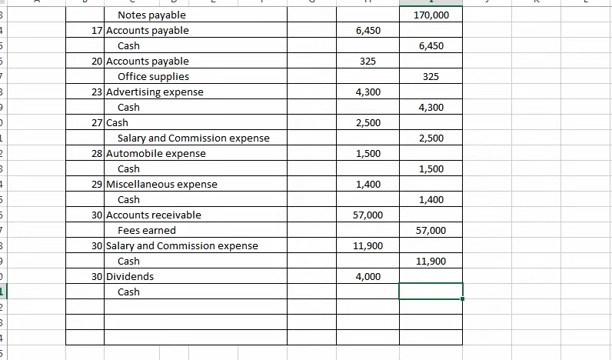 Notes payable 170,000
17 Accounts payable 6,450
Cash 6,450
20 Accounts payable 325
Office supplies 325
23 Advertising expense 4,300
Cash 4,300
27 Cash 2,500
Salary and Commission expense 2,500
28 Automobile expense 1,500
Cash 1,500
29 Miscellaneous expense 1,400
Cash 1,400
30 Accounts receivable 57,000
Fees earned 57,000
30 Salary and Commission expense 11,900
Cash 11,900
30 Dividends 4,000
Cash